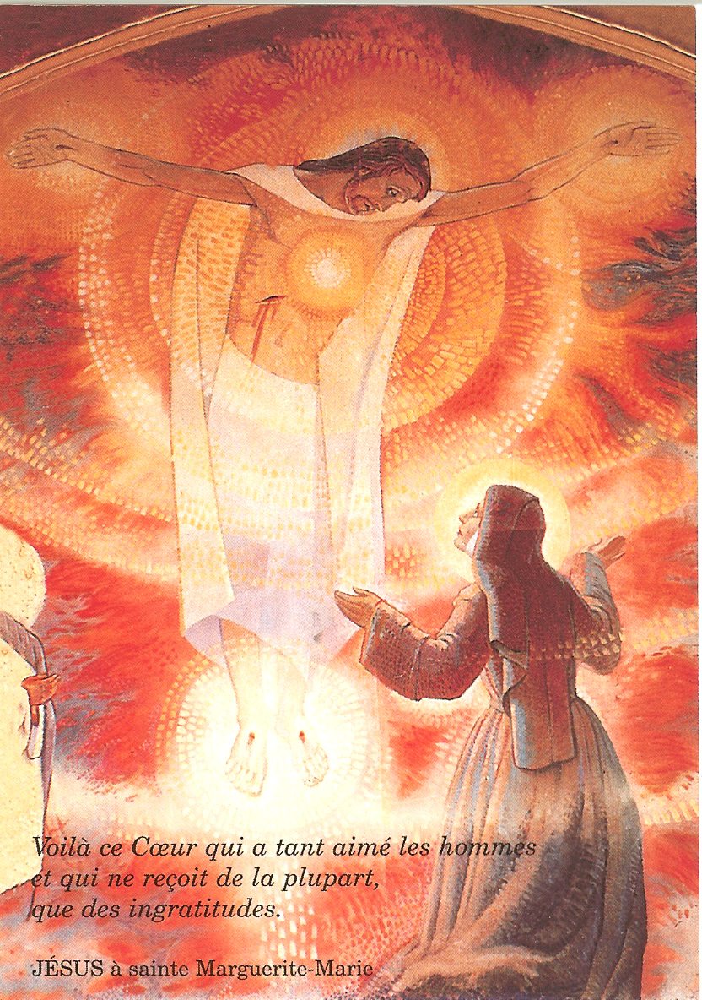 Voilà ce Cœur qui a tant aimé les hommes
et qui ne reçoit de la plupart,
que des ingratitudes.
JÉSUS à sainte Marguerite-Marie